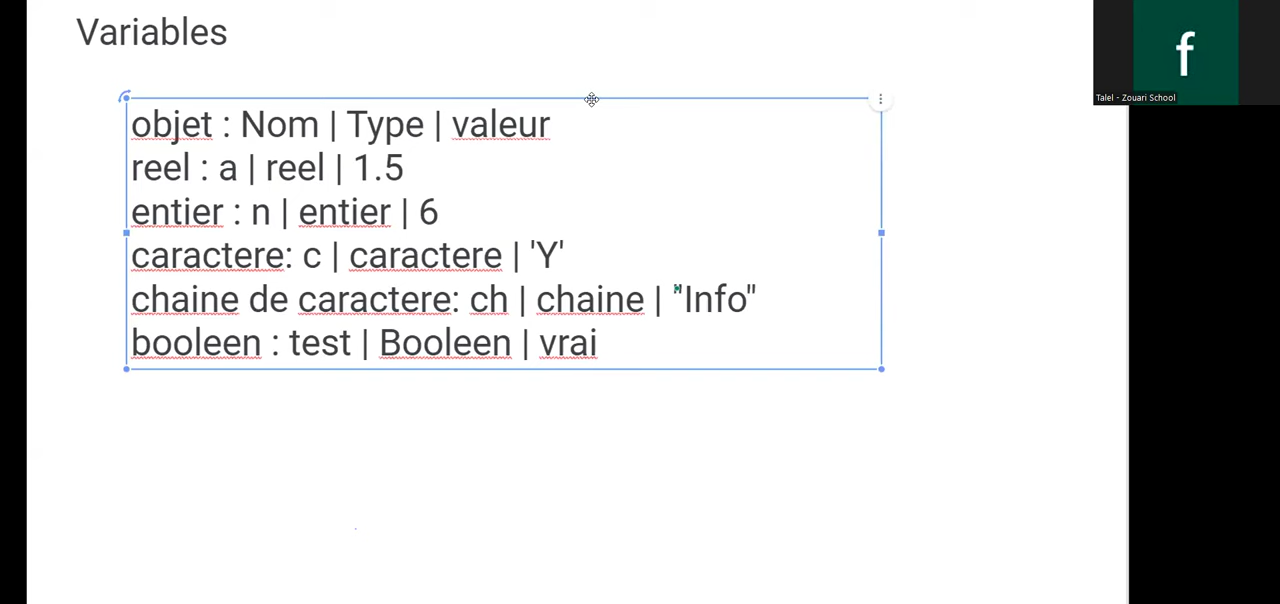 Variables
f
Talel - Zouari School
objet : Nom | Type | valeur
reel : a | reel | 1.5
entier : n | entier | 6
caractere: c | caractere | 'Y'
chaine de caractere: ch | chaine | "Info"
booleen : test | Booleen | vrai